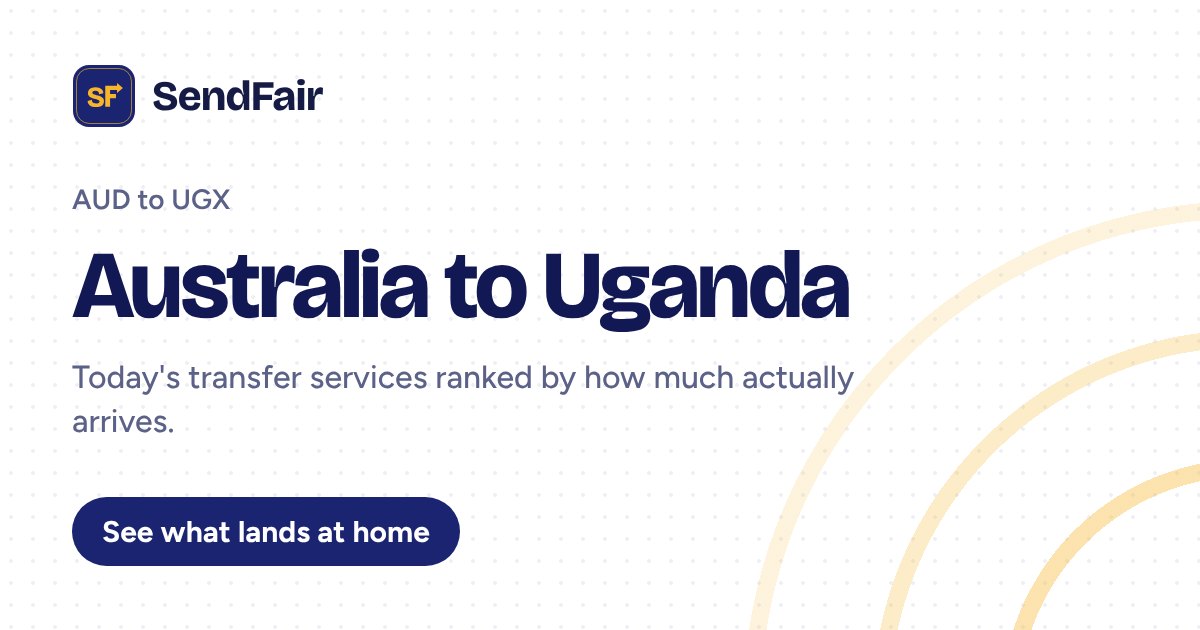 SF
SendFair
AUD to UGX
Australia to Uganda
Today's transfer services ranked by how much actually
arrives.
See what lands at home